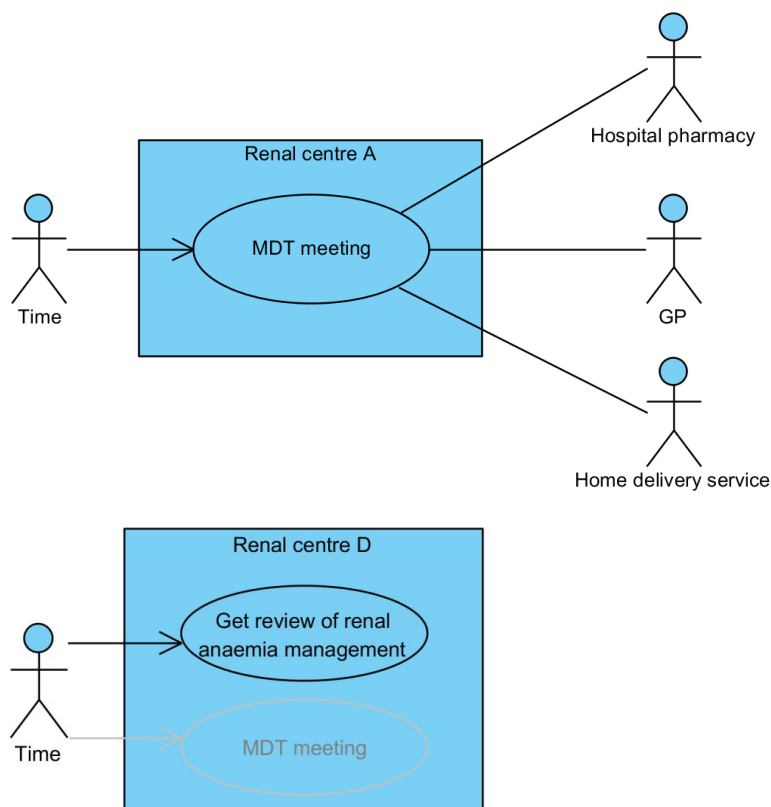 Hospital pharmacy
Renal centre A
MDT meeting
Time
GP
Home delivery service
Renal centre D
Get review of renal
anaemia management
MDT meeting
Time